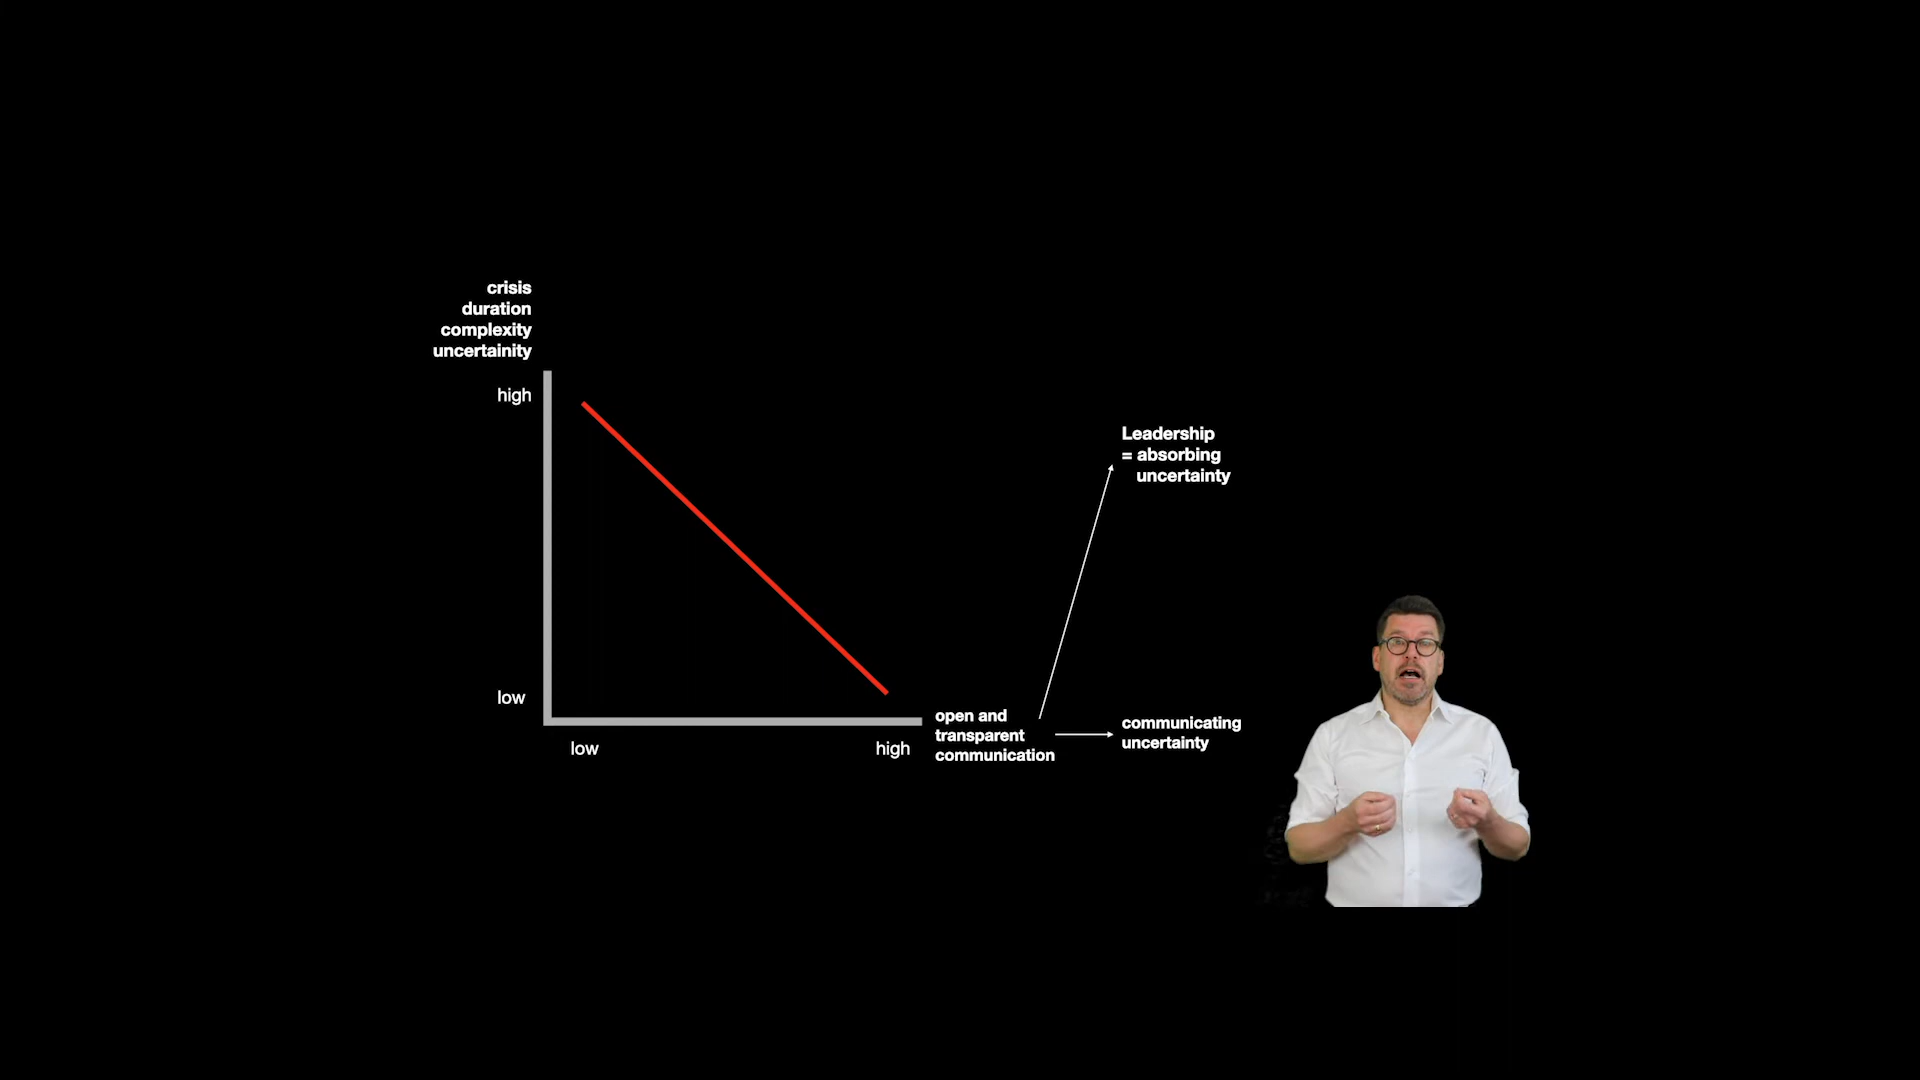 crisis
duration
complexity
uncertainity
high
low
low
high
open and
transparent
communication
Leadership
= absorbing
uncertainty
communicating
uncertainty